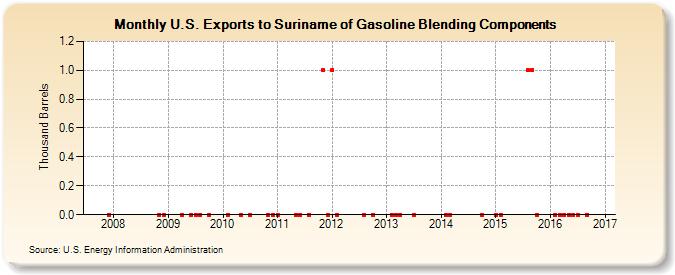 Monthly U.S. Exports to Suriname of Gasoline Blending Components
Thousand Barrels
1.2
1.0
0.8
0.6
0.4
0.2
0.0
2008 2009 2010 2011 2012 2013 2014 2015 2016 2017
Source: U.S. Energy Information Administration